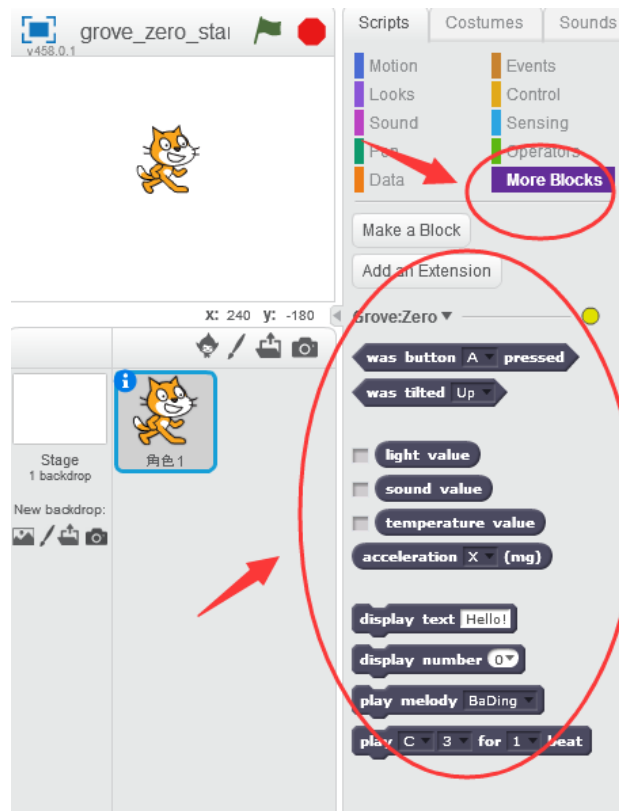 grove_zero_star
v458.0.1
Scripts
Costumes
Sounds
Motion
Events
Looks
Control
Sound
Sensing
Pen
Operators
Data
More Blocks
Make a Block
Add an Extension
x: 240 y: -180
Grove:Zero
was button A pressed
was tilted Up
light value
sound value
temperature value
acceleration X (mg)
display text Hello!
display number 0
play melody BaDing
play C 3 for 1 beat
Stage
1 backdrop
New backdrop:
角色1